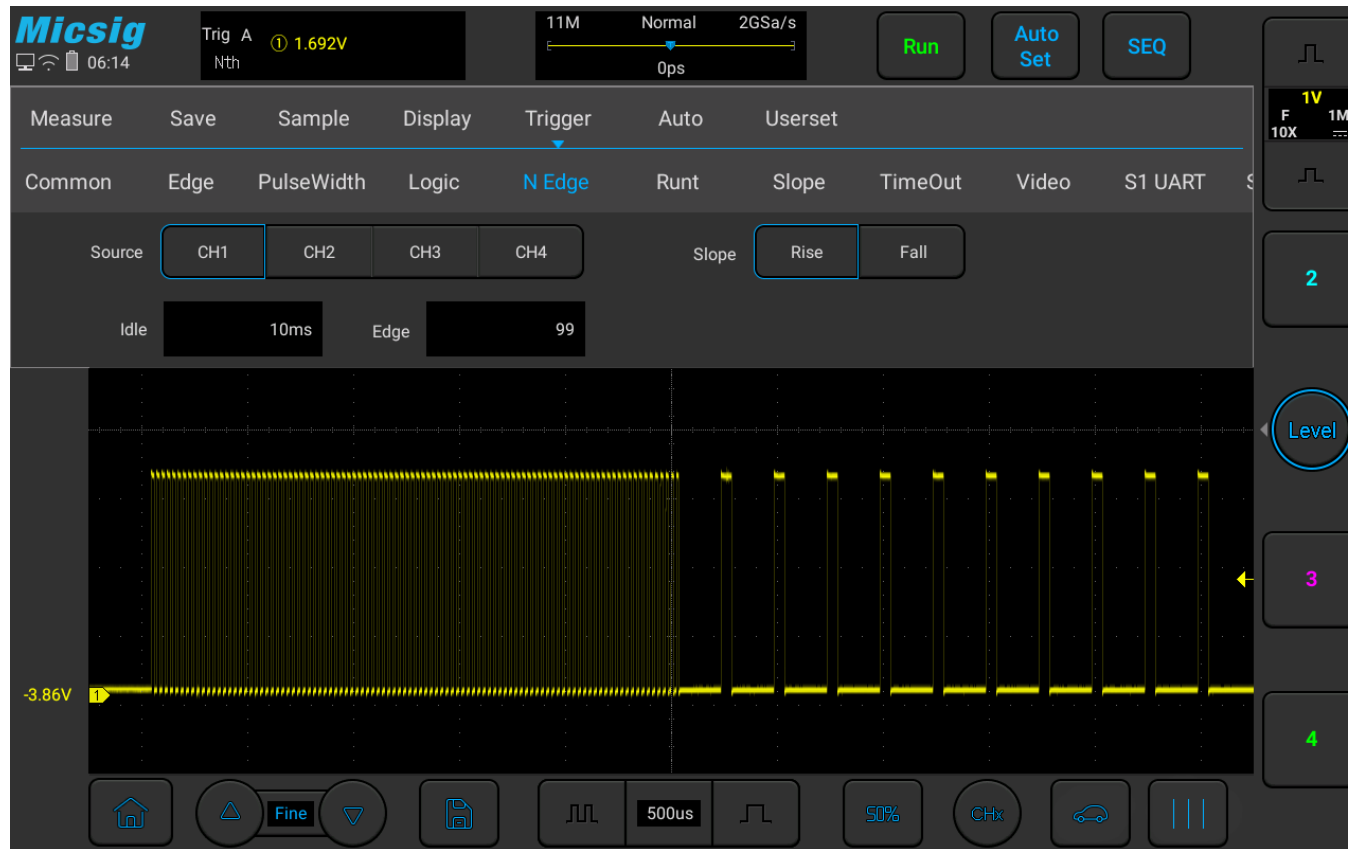 Micsig
06:14
Trig A
Nth
① 1.692V
11M Normal 2GSa/s
0ps
Run
Auto
Set
SEQ
1V
F 1M
10X
Measure Save Sample Display Trigger Auto Userset
Common Edge PulseWidth Logic N Edge Runt Slope TimeOut Video S1 UART
Source CH1 CH2 CH3 CH4 Slope Rise Fall
Idle 10ms Edge 99
2
Level
3
-3.86V 1
4
Fine
500us
50%
CHx